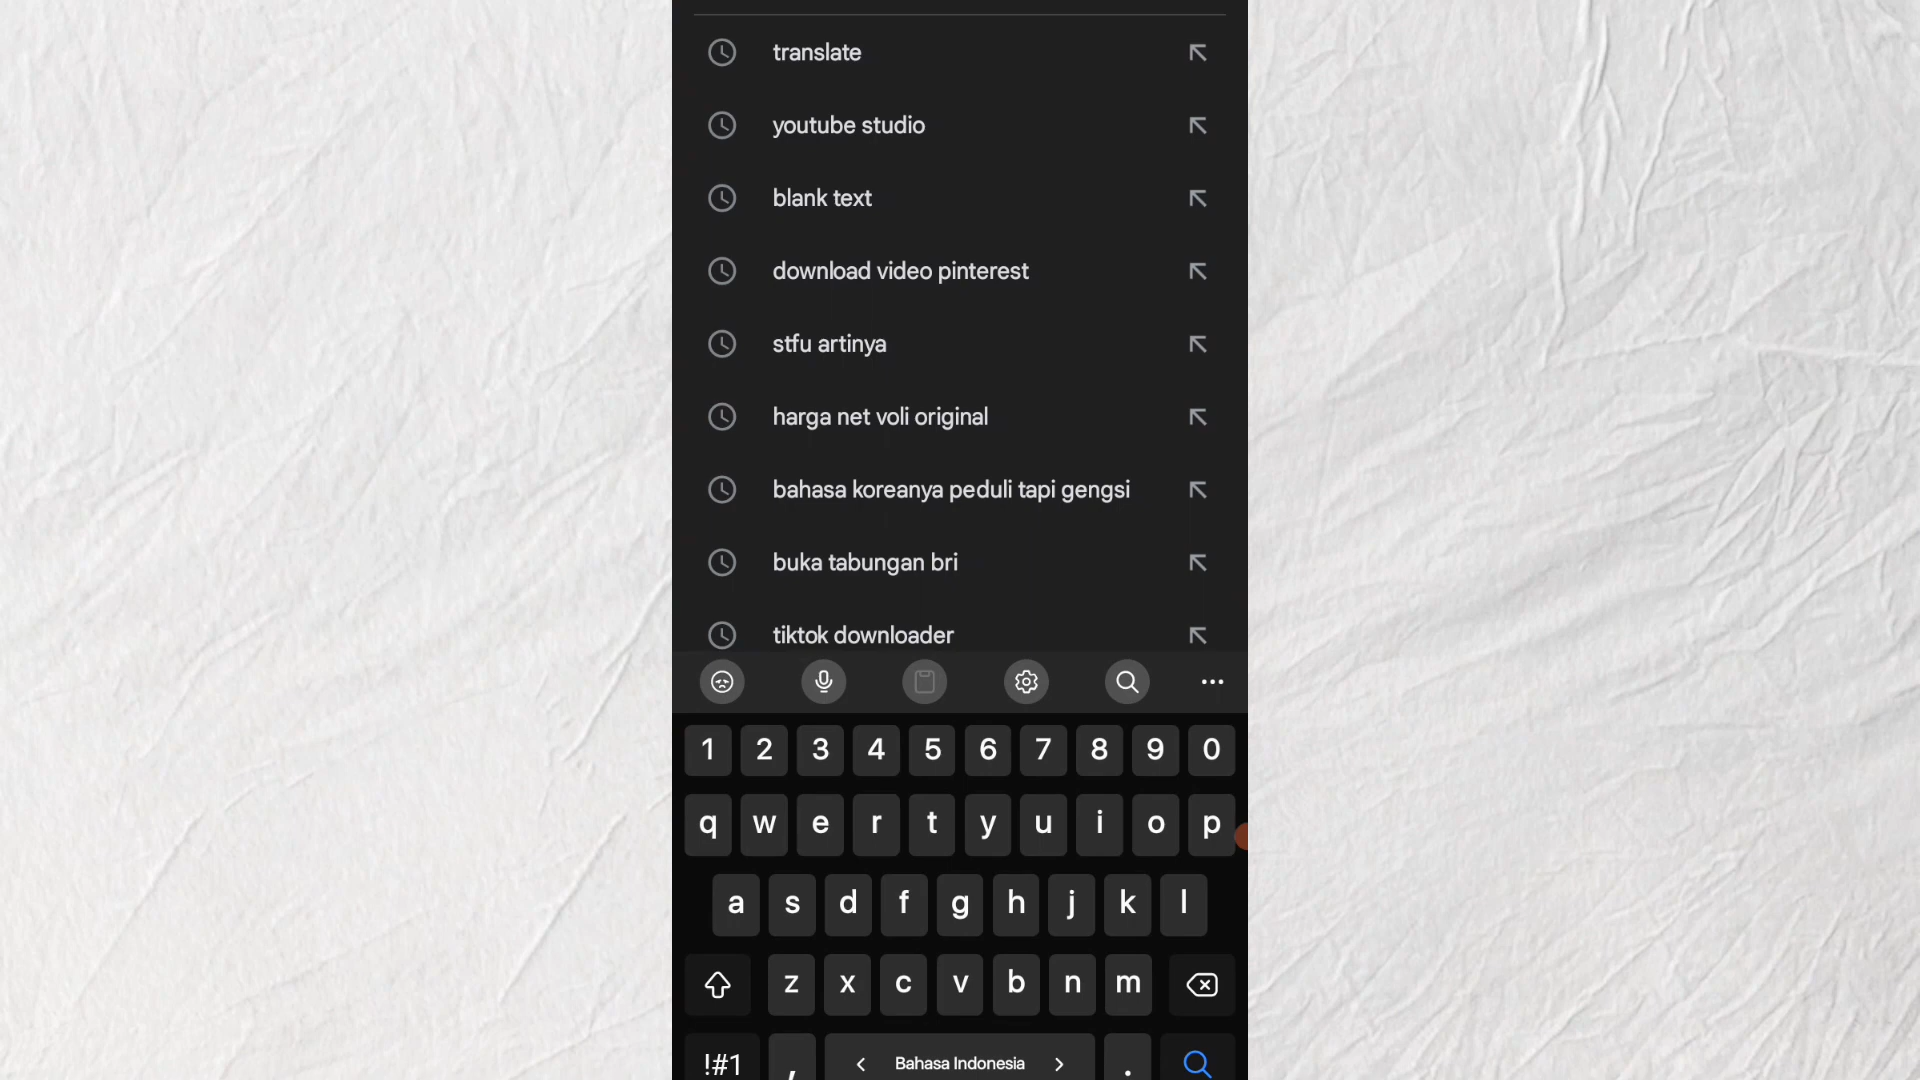 translate
youtube studio
blank text
download video pinterest
stfu artinya
harga net voli original
bahasa koreanya peduli tapi gengsi
buka tabungan bri
tiktok downloader
1 2 3 4 5 6 7 8 9 0
q w e r t y u i o p
a s d f g h j k l
z x c v b n m
!#1 , < Bahasa Indonesia > .